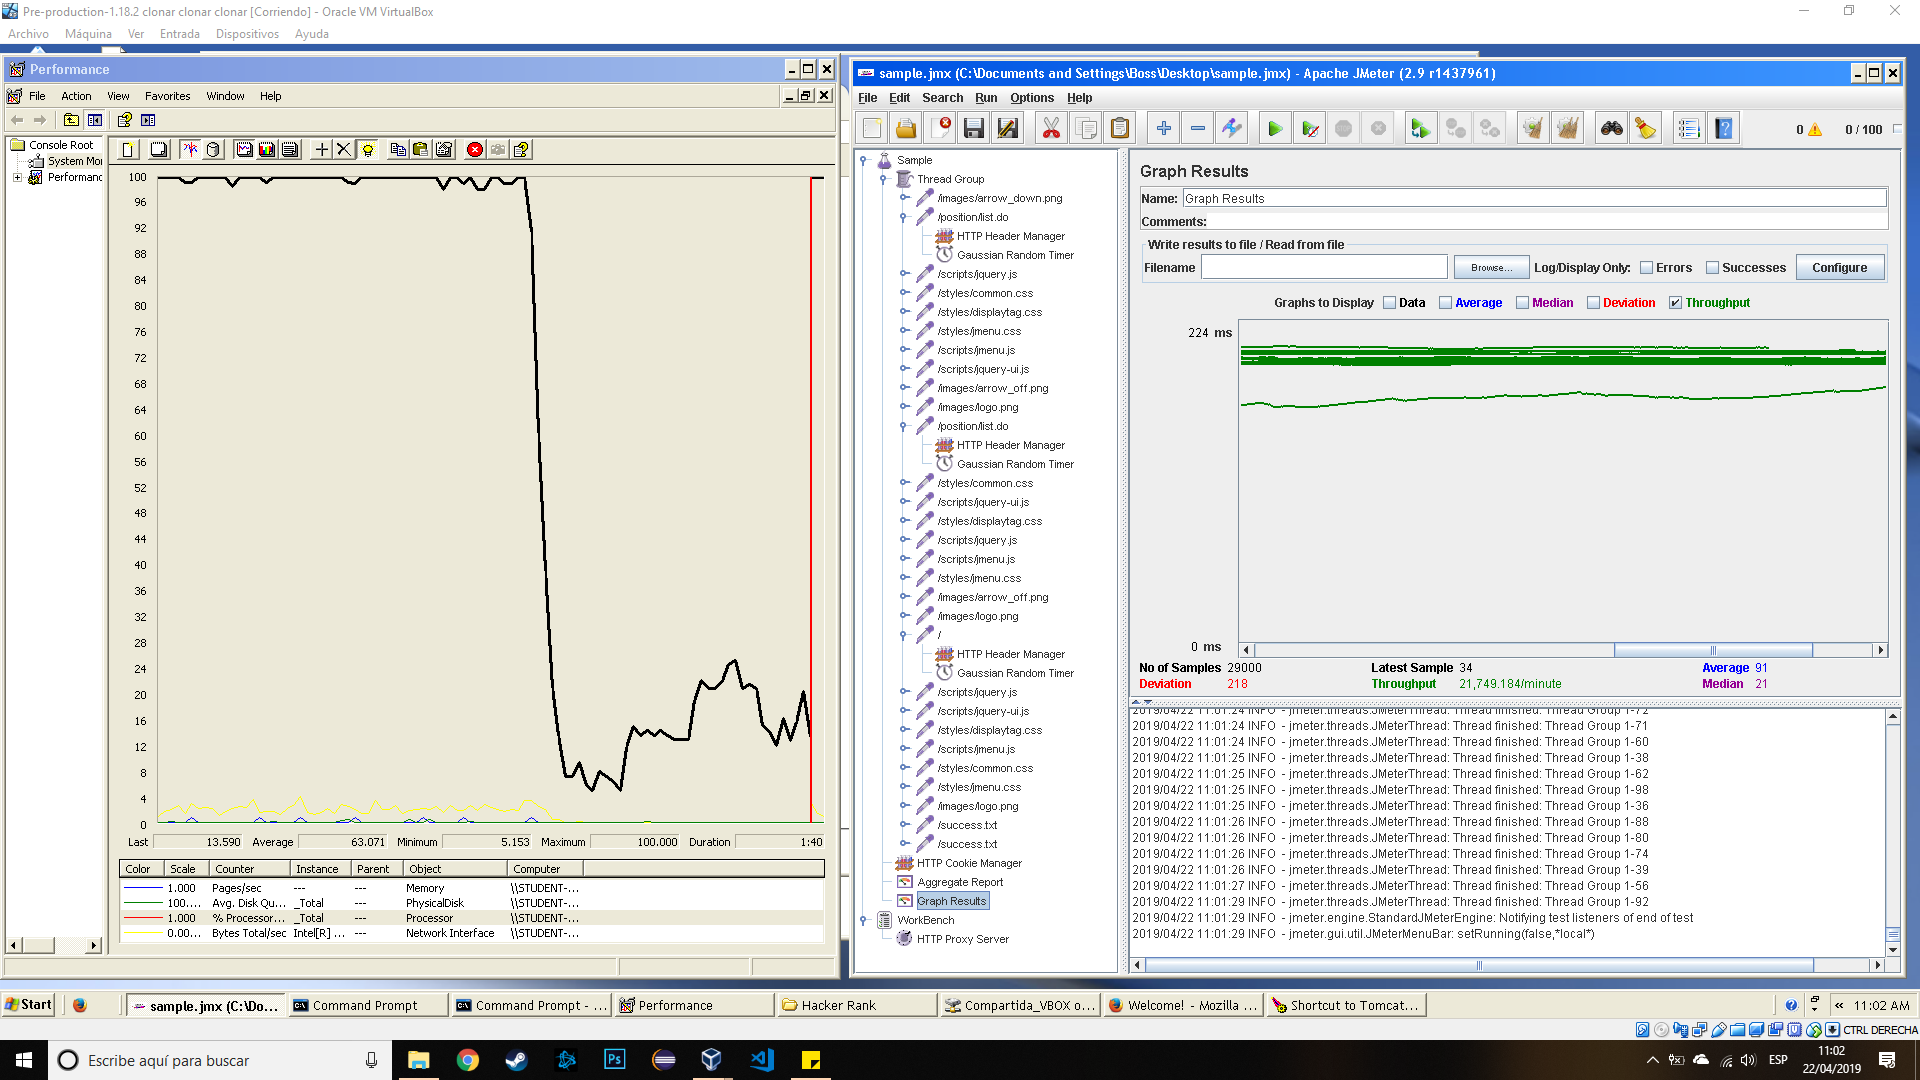 Pre-production-1.18.2 clonar clonar clonar [Corriendo] - Oracle VM VirtualBox
Archivo Máquina Ver Entrada Dispositivos Ayuda
Performance
File Action View Favorites Window Help
Console Root
System Mo
Performanc
100
96
92
88
84
80
76
72
68
64
60
56
52
48
44
40
36
32
28
24
20
16
12
8
4
0
Last 13.590 Average 63.071 Minimum 5.153 Maximum 100.000 Duration 1:40
Color Scale Counter Instance Parent Object Computer
1.000 Pages/sec --- --- Memory \\STUDENT-...
100.... Avg. Disk Qu... _Total --- PhysicalDisk \\STUDENT-...
1.000 % Processor... _Total --- Processor \\STUDENT-...
0.00... Bytes Total/sec Intel[R] ... --- Network Interface \\STUDENT-...
sample.jmx (C:\Documents and Settings\Boss\Desktop\sample.jmx) - Apache JMeter (2.9 r1437961)
File Edit Search Run Options Help
0 0 / 100
Sample
Thread Group
/images/arrow_down.png
/position/list.do
HTTP Header Manager
Gaussian Random Timer
/scripts/jquery.js
/styles/common.css
/styles/displaytag.css
/styles/jmenu.css
/scripts/jmenu.js
/scripts/jquery-ui.js
/images/arrow_off.png
/images/logo.png
/position/list.do
HTTP Header Manager
Gaussian Random Timer
/styles/common.css
/scripts/jquery-ui.js
/styles/displaytag.css
/scripts/jquery.js
/scripts/jmenu.js
/styles/jmenu.css
/images/arrow_off.png
/images/logo.png
/
HTTP Header Manager
Gaussian Random Timer
/scripts/jquery.js
/scripts/jquery-ui.js
/styles/displaytag.css
/scripts/jmenu.js
/styles/common.css
/styles/jmenu.css
/images/logo.png
/success.txt
/success.txt
HTTP Cookie Manager
Aggregate Report
Graph Results
WorkBench
HTTP Proxy Server
Graph Results
Name: Graph Results
Comments:
Write results to file / Read from file
Filename Browse... Log/Display Only: Errors Successes Configure
Graphs to Display Data Average Median Deviation Throughput
224 ms
0 ms
No of Samples 29000 Latest Sample 34 Average 91
Deviation 218 Throughput 21,749.184/minute Median 21
2019/04/22 11:01:24 INFO - jmeter.threads.JMeterThread: Thread finished: Thread Group 1-72
2019/04/22 11:01:24 INFO - jmeter.threads.JMeterThread: Thread finished: Thread Group 1-71
2019/04/22 11:01:24 INFO - jmeter.threads.JMeterThread: Thread finished: Thread Group 1-60
2019/04/22 11:01:25 INFO - jmeter.threads.JMeterThread: Thread finished: Thread Group 1-38
2019/04/22 11:01:25 INFO - jmeter.threads.JMeterThread: Thread finished: Thread Group 1-62
2019/04/22 11:01:25 INFO - jmeter.threads.JMeterThread: Thread finished: Thread Group 1-98
2019/04/22 11:01:25 INFO - jmeter.threads.JMeterThread: Thread finished: Thread Group 1-36
2019/04/22 11:01:26 INFO - jmeter.threads.JMeterThread: Thread finished: Thread Group 1-88
2019/04/22 11:01:26 INFO - jmeter.threads.JMeterThread: Thread finished: Thread Group 1-80
2019/04/22 11:01:26 INFO - jmeter.threads.JMeterThread: Thread finished: Thread Group 1-74
2019/04/22 11:01:26 INFO - jmeter.threads.JMeterThread: Thread finished: Thread Group 1-39
2019/04/22 11:01:27 INFO - jmeter.threads.JMeterThread: Thread finished: Thread Group 1-56
2019/04/22 11:01:29 INFO - jmeter.threads.JMeterThread: Thread finished: Thread Group 1-92
2019/04/22 11:01:29 INFO - jmeter.engine.StandardJMeterEngine: Notifying test listeners of end of test
2019/04/22 11:01:29 INFO - jmeter.gui.util.JMeterMenuBar: setRunning(false,*local*)
Start sample.jmx (C:\Do... Command Prompt Command Prompt - ... Performance Hacker Rank Compartida_VBOX o... Welcome! - Mozilla ... Shortcut to Tomcat... « 11:02 AM
CTRL DERECHA
Escribe aquí para buscar Ps ESP 11:02
22/04/2019